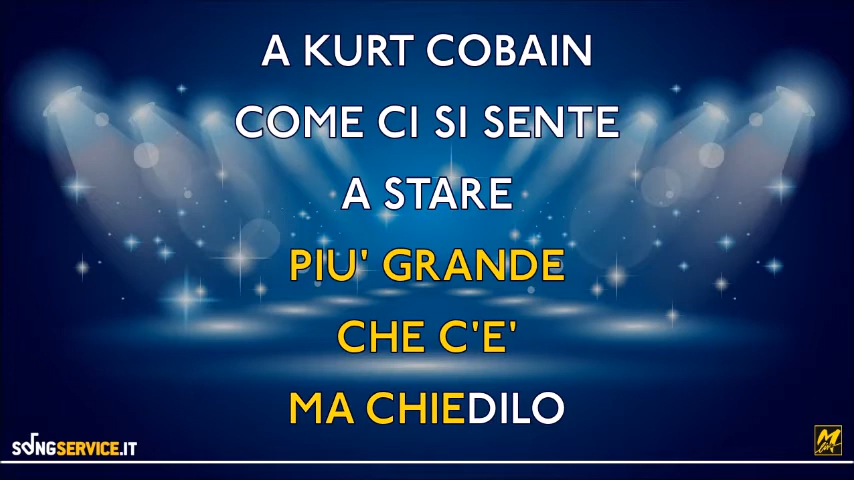 A KURT COBAIN
COME CI SI SENTE
A STARE
PIU' GRANDE
CHE C'E'
MA CHIEDILO
SONGSERVICE.IT